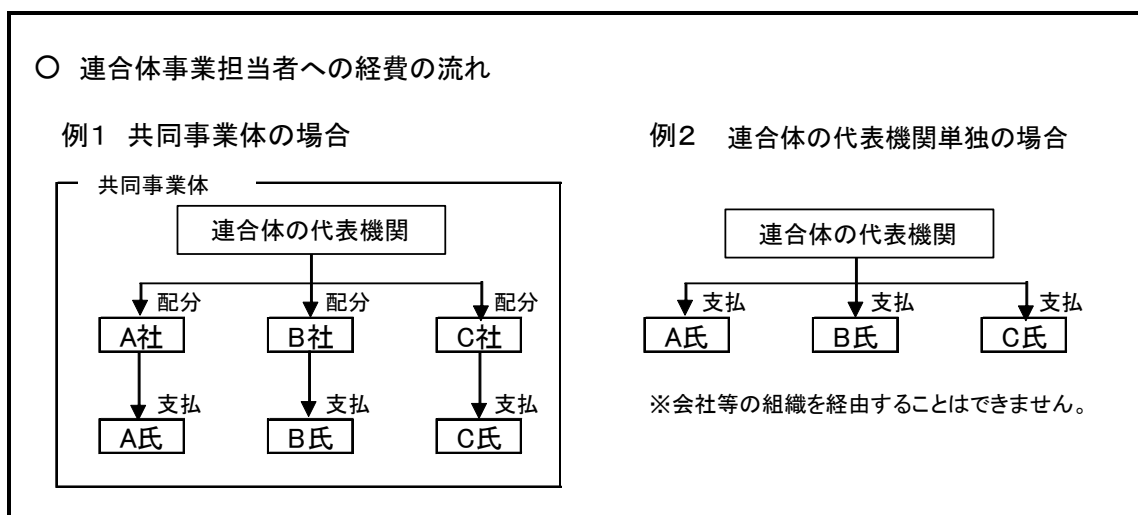 ○ 連合体事業担当者への経費の流れ
例1 共同事業体の場合
共同事業体
連合体の代表機関
配分 配分 配分
A社 B社 C社
支払 支払 支払
A氏 B氏 C氏
例2 連合体の代表機関単独の場合
連合体の代表機関
支払 支払 支払
A氏 B氏 C氏
※会社等の組織を経由することはできません。